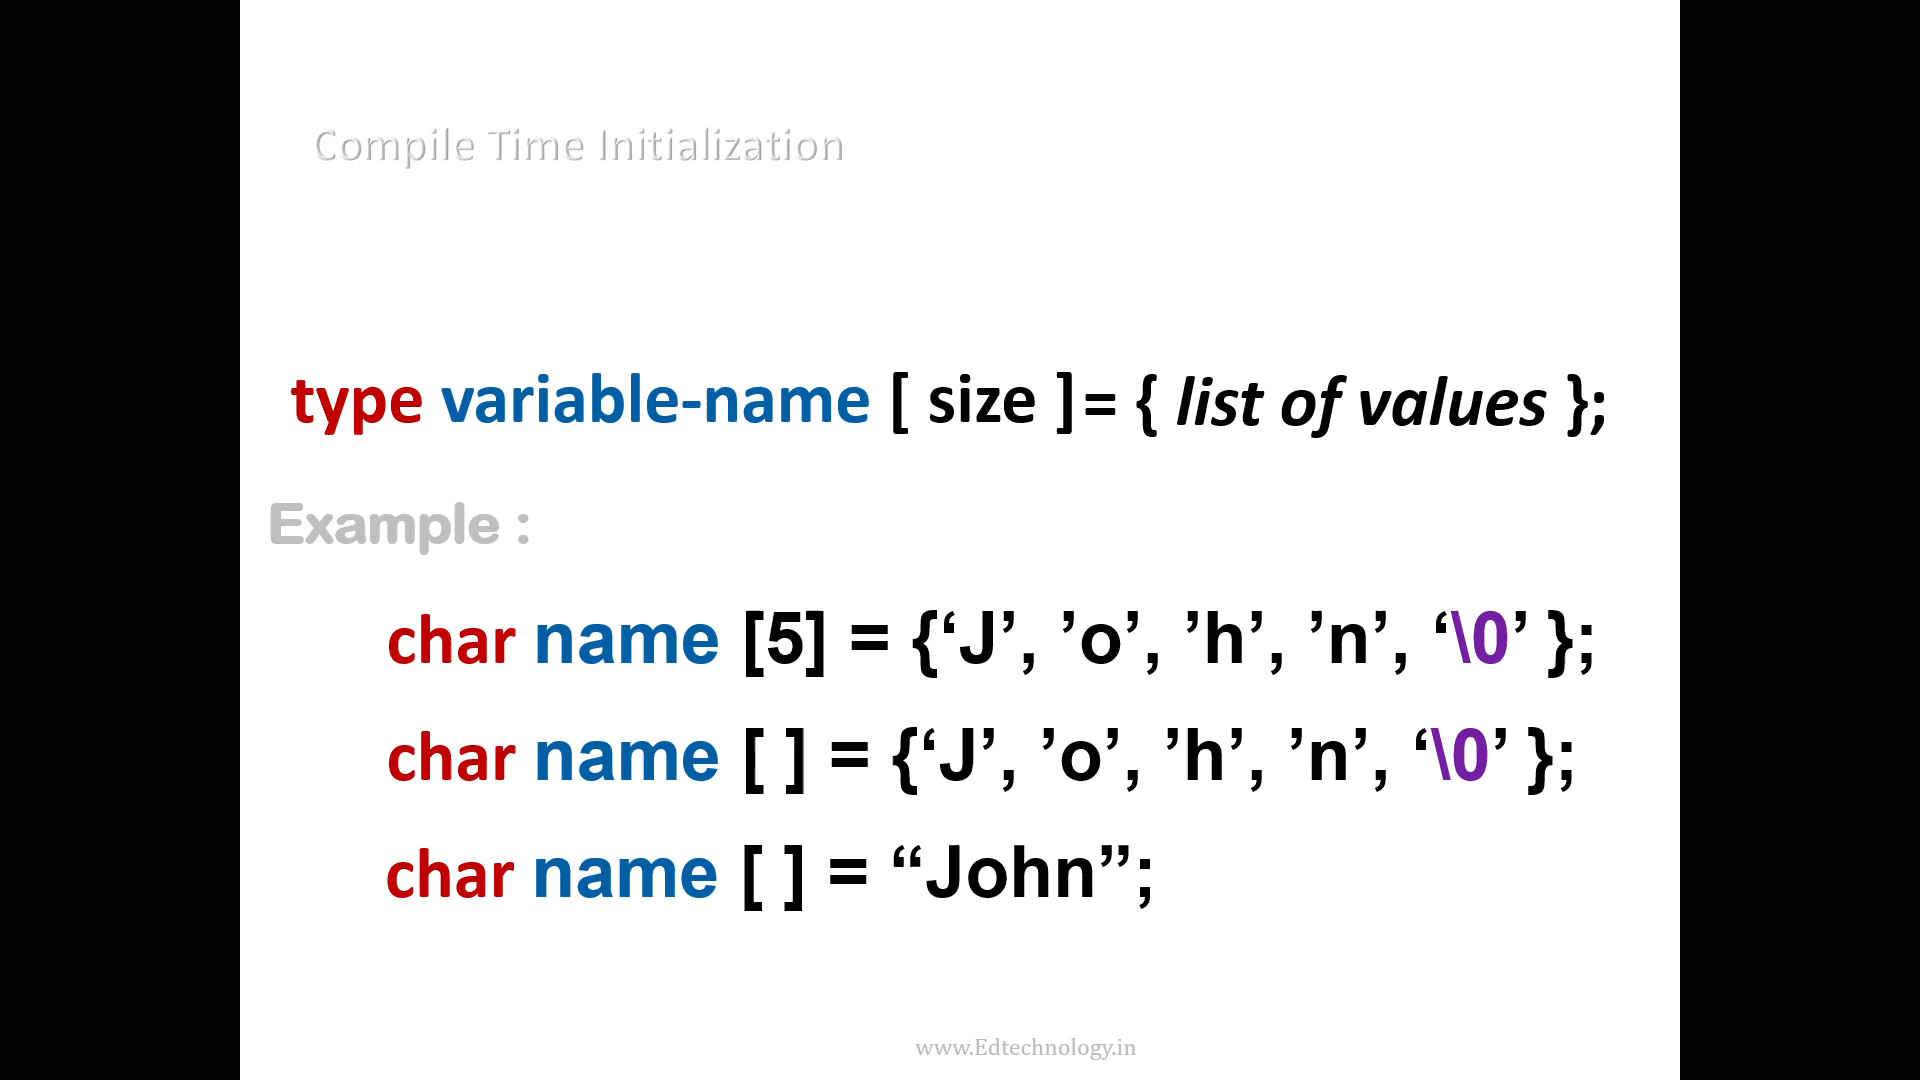 Compile Time Initialization
type variable-name [ size ]= { list of values };
Example :
char name [5] = {‘J’, ’o’, ’h’, ’n’, ‘\0’ };
char name [ ] = {‘J’, ’o’, ’h’, ’n’, ‘\0’ };
char name [ ] = “John”;
www.Edtechnology.in